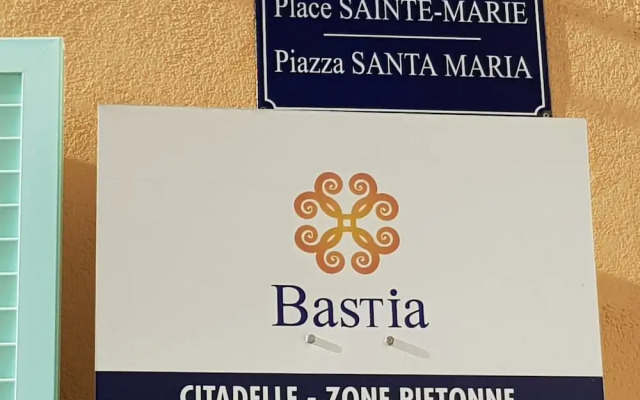 Place SAINTE-MARIE
Piazza SANTA MARIA
Bastia
CITADELLE - ZONE PIETONNE